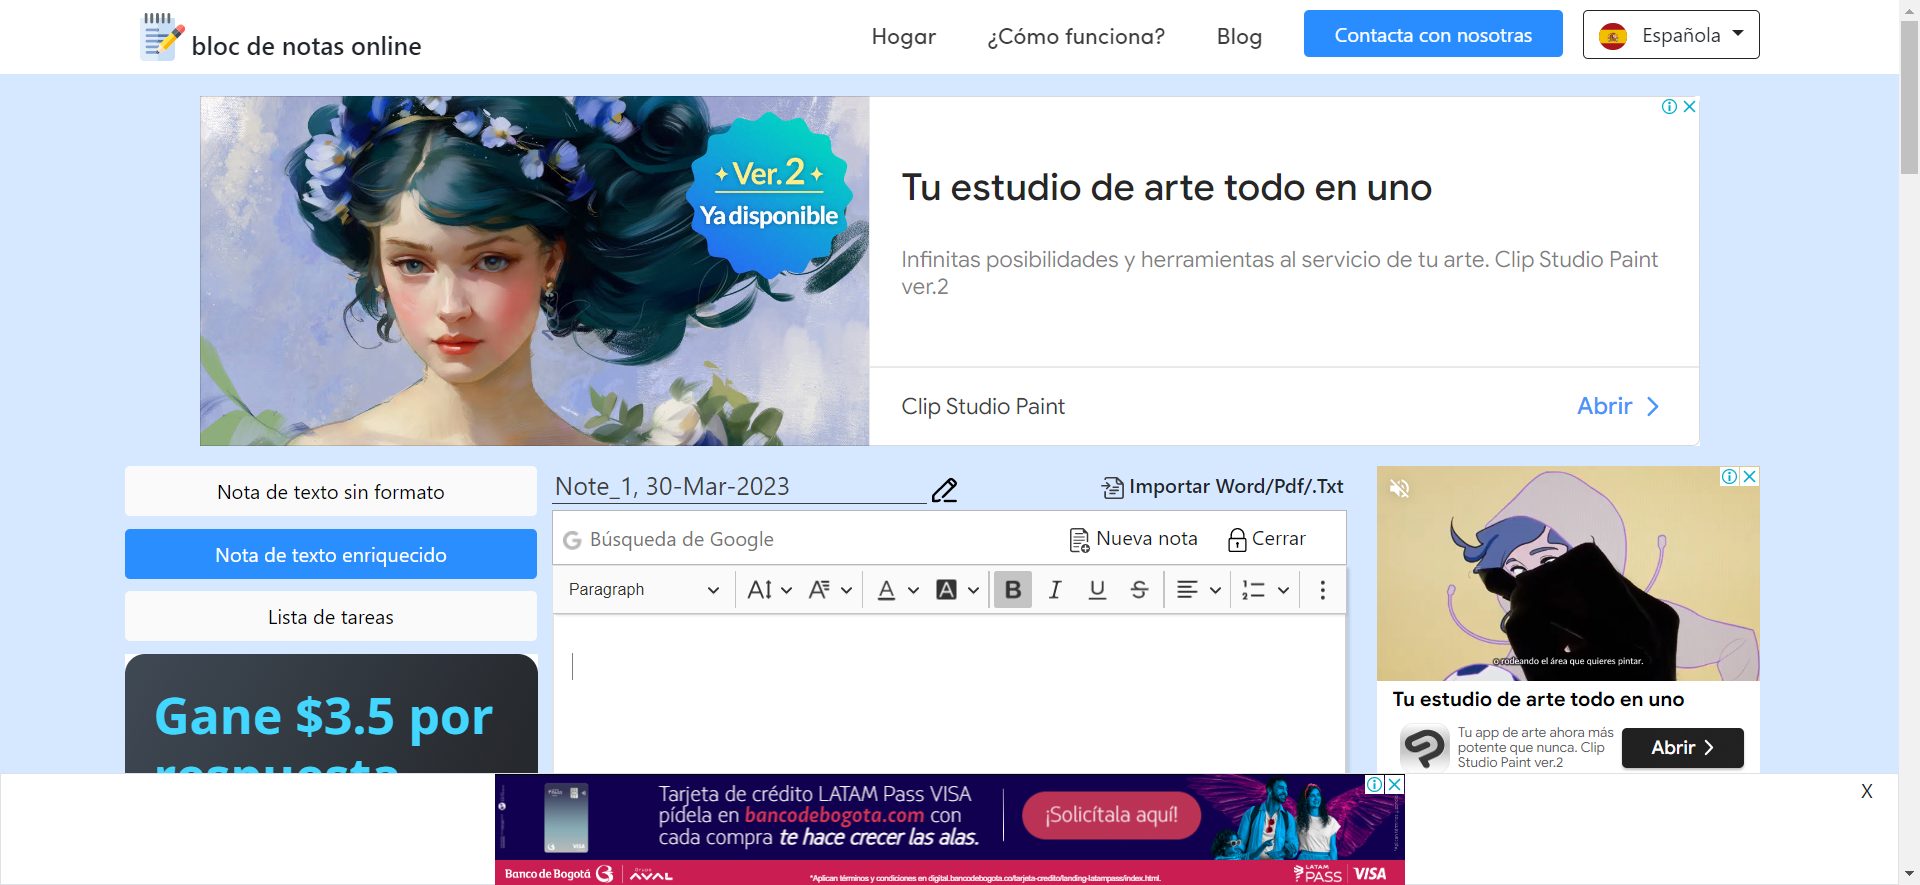 bloc de notas online
Hogar
¿Cómo funciona?
Blog
Contacta con nosotras
Española
Ver.2
Ya disponible
Tu estudio de arte todo en uno
Infinitas posibilidades y herramientas al servicio de tu arte. Clip Studio Paint
ver.2
Clip Studio Paint
Abrir
Nota de texto sin formato
Nota de texto enriquecido
Lista de tareas
Gane $3.5 por
respuesta
Note_1, 30-Mar-2023
Importar Word/Pdf/.Txt
Búsqueda de Google
Nueva nota
Cerrar
Paragraph
o rodeando el área que quieres pintar.
Tu estudio de arte todo en uno
Tu app de arte ahora más
potente que nunca. Clip
Studio Paint ver.2
Abrir
X
Tarjeta de crédito LATAM Pass VISA
pídela en bancodebogota.com con
cada compra te hace crecer las alas.
¡Solicítala aquí!
Banco de Bogotá
Grupo
AVAL
*Aplican términos y condiciones en digital.bancodebogota.co/tarjeta-credito/landing-latampass/index.html.
LATAM
PASS
VISA